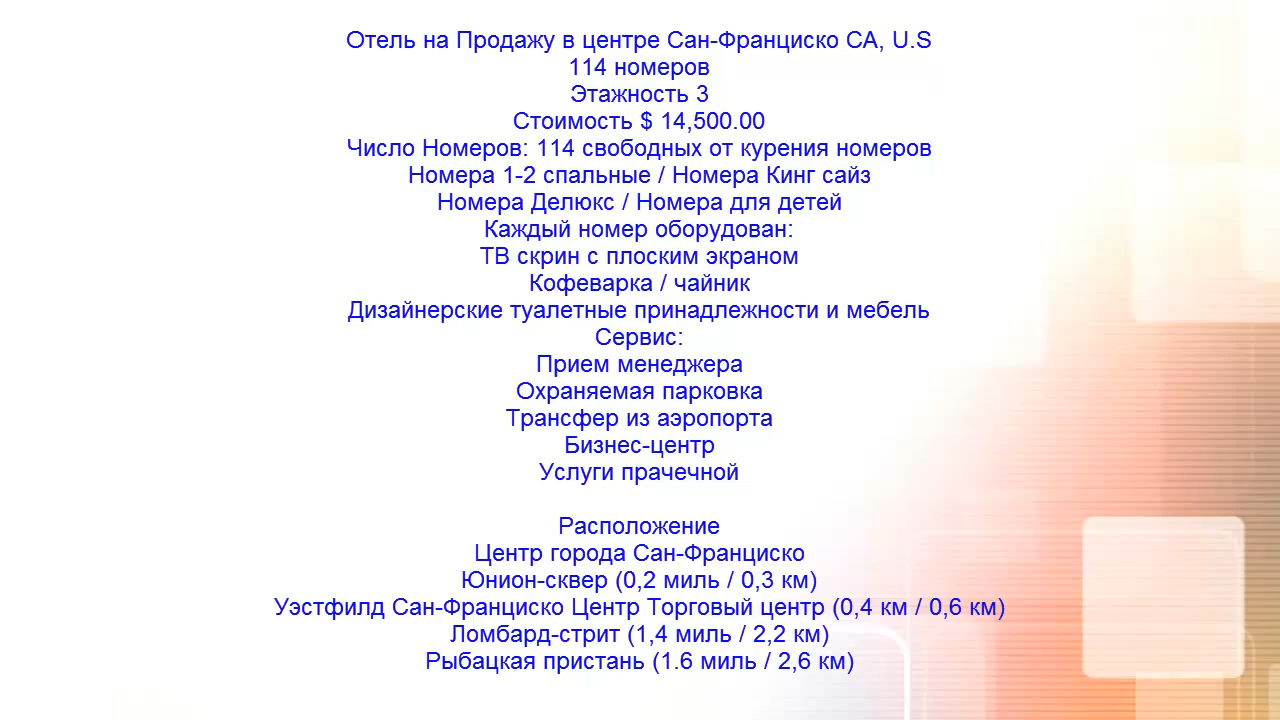 Отель на Продажу в центре Сан-Франциско CA, U.S
114 номеров
Этажность 3
Стоимость $ 14,500.00
Число Номеров: 114 свободных от курения номеров
Номера 1-2 спальные / Номера Кинг сайз
Номера Делюкс / Номера для детей
Каждый номер оборудован:
ТВ скрин с плоским экраном
Кофеварка / чайник
Дизайнерские туалетные принадлежности и мебель
Сервис:
Прием менеджера
Охраняемая парковка
Трансфер из аэропорта
Бизнес-центр
Услуги прачечной
Расположение
Центр города Сан-Франциско
Юнион-сквер (0,2 миль / 0,3 км)
Уэстфилд Сан-Франциско Центр Торговый центр (0,4 км / 0,6 км)
Ломбард-стрит (1,4 миль / 2,2 км)
Рыбацкая пристань (1.6 миль / 2,6 км)